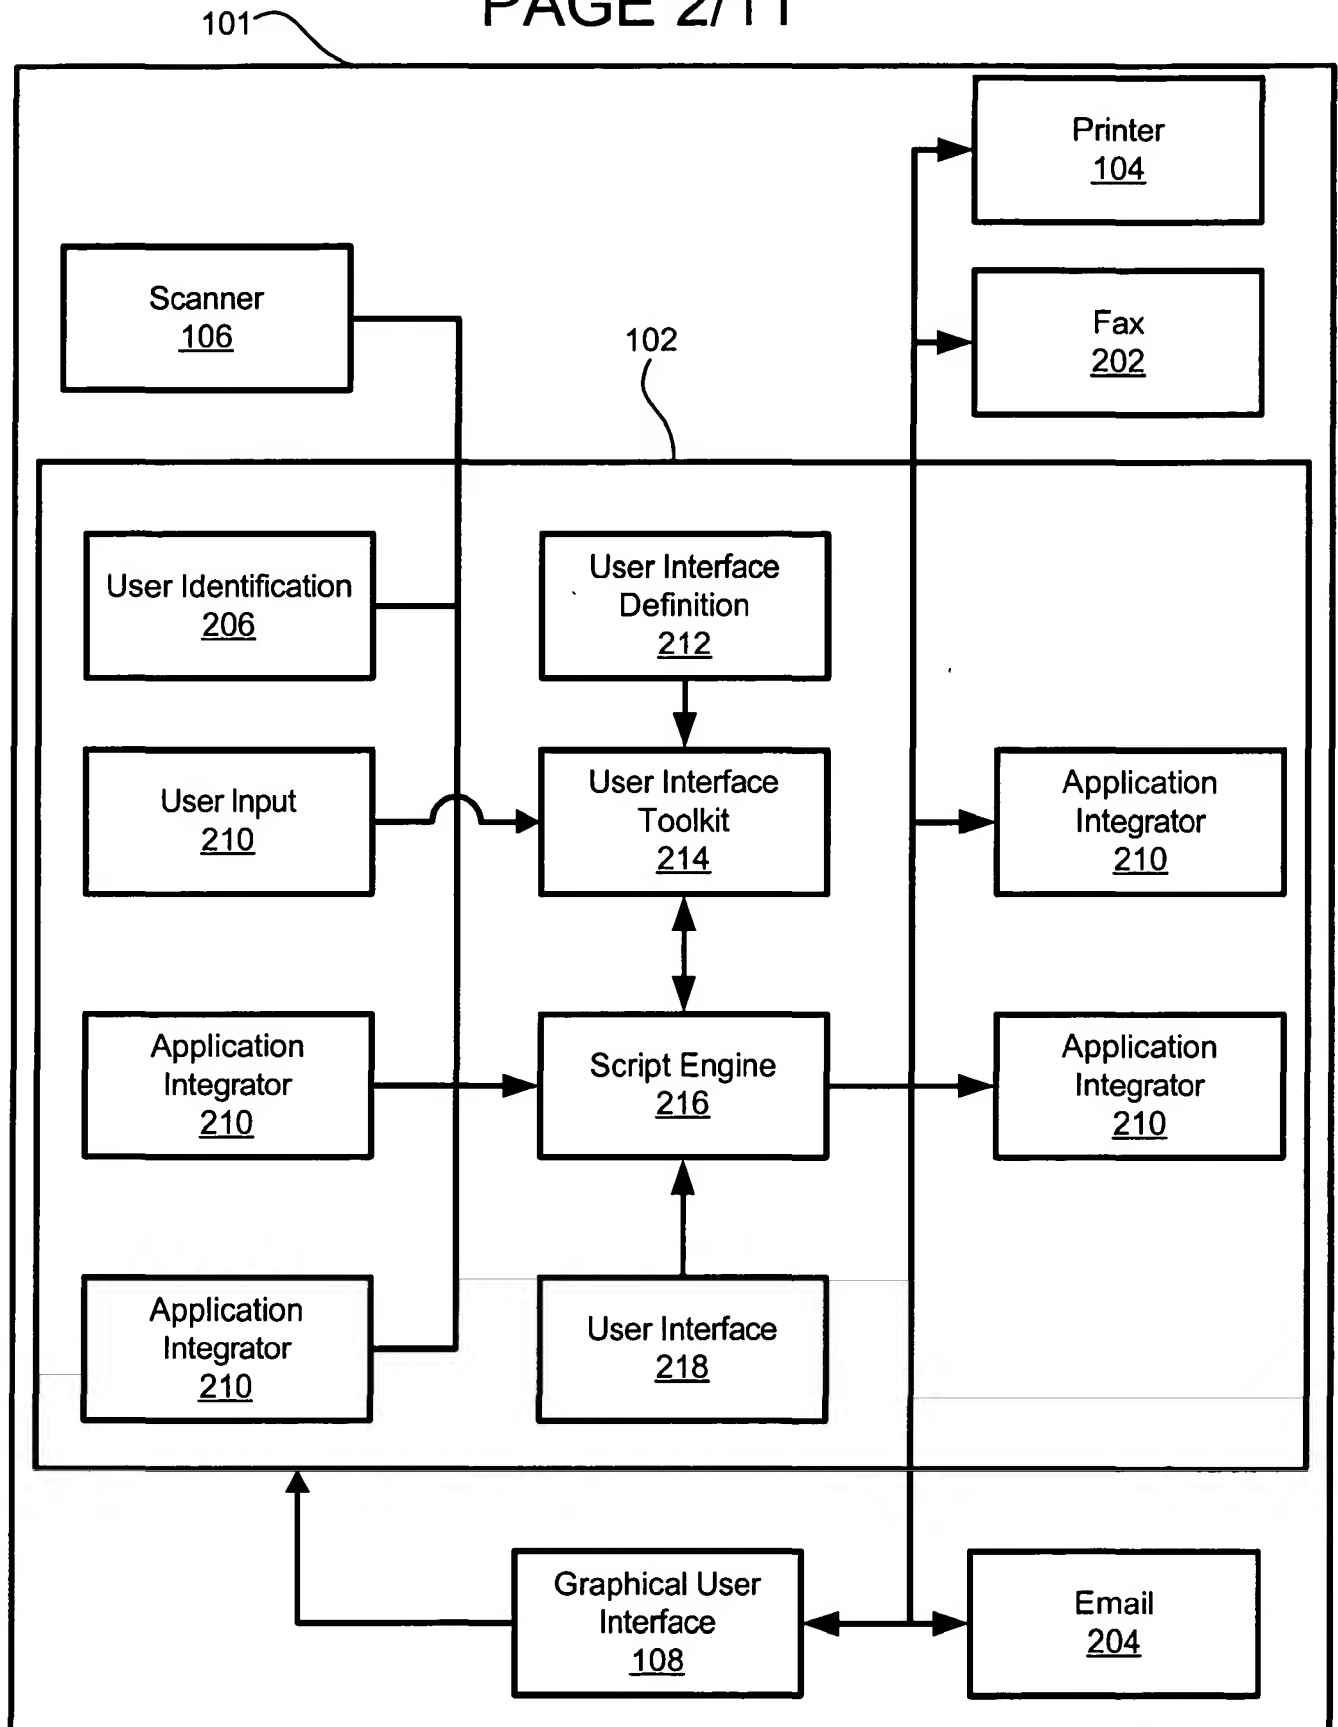 PAGE 2/11
101
Printer
104
Scanner
106
Fax
202
102
User Identification
206
User Interface
Definition
212
User Input
210
User Interface
Toolkit
214
Application
Integrator
210
Application
Integrator
210
Script Engine
216
Application
Integrator
210
Application
Integrator
210
User Interface
218
Graphical User
Interface
108
Email
204